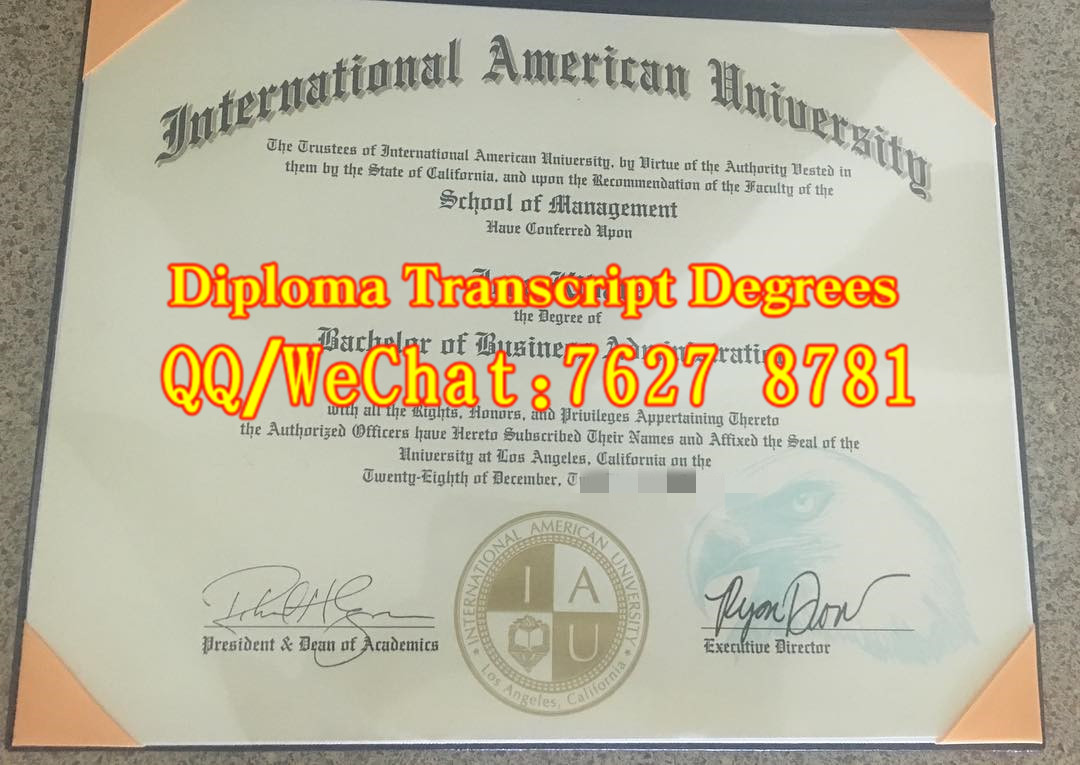 International American University
The Trustees of International American University, by Virtue of the Authority Vested in
them by the State of California, and upon the Recommendation of the Faculty of the
School of Management
Have Conferred Upon
Diploma Transcript Degrees
the Degree of
Bachelor of Business Administration
QQ/WeChat:7627 8781
with all the Rights, Honors, and Privileges Appertaining Thereto
the Authorized Officers have Hereto Subscribed Their Names and Affixed the Seal of the
University at Los Angeles, California on the
Twenty-Eighth of December, T
INTERNATIONAL AMERICAN UNIVERSITY
I A
U
Los Angeles, California
President & Dean of Academics
Executive Director